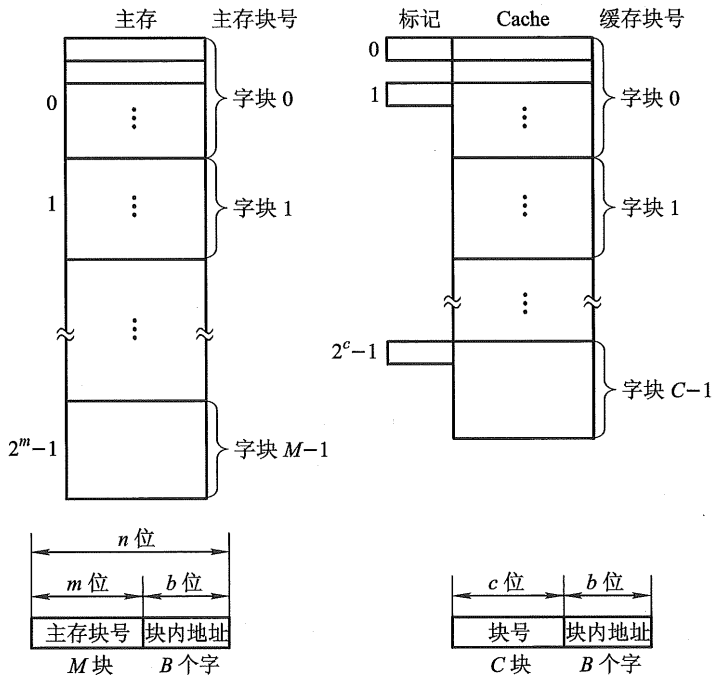 主存 主存块号
0
字块 0
⋮
1
字块 1
⋮
⋮
2^m−1
字块 M−1
n 位
m 位 b 位
主存块号 块内地址
M 块 B 个字
标记 Cache 缓存块号
0
1
字块 0
⋮
字块 1
⋮
⋮
2^c−1
字块 C−1
c 位 b 位
块号 块内地址
C 块 B 个字